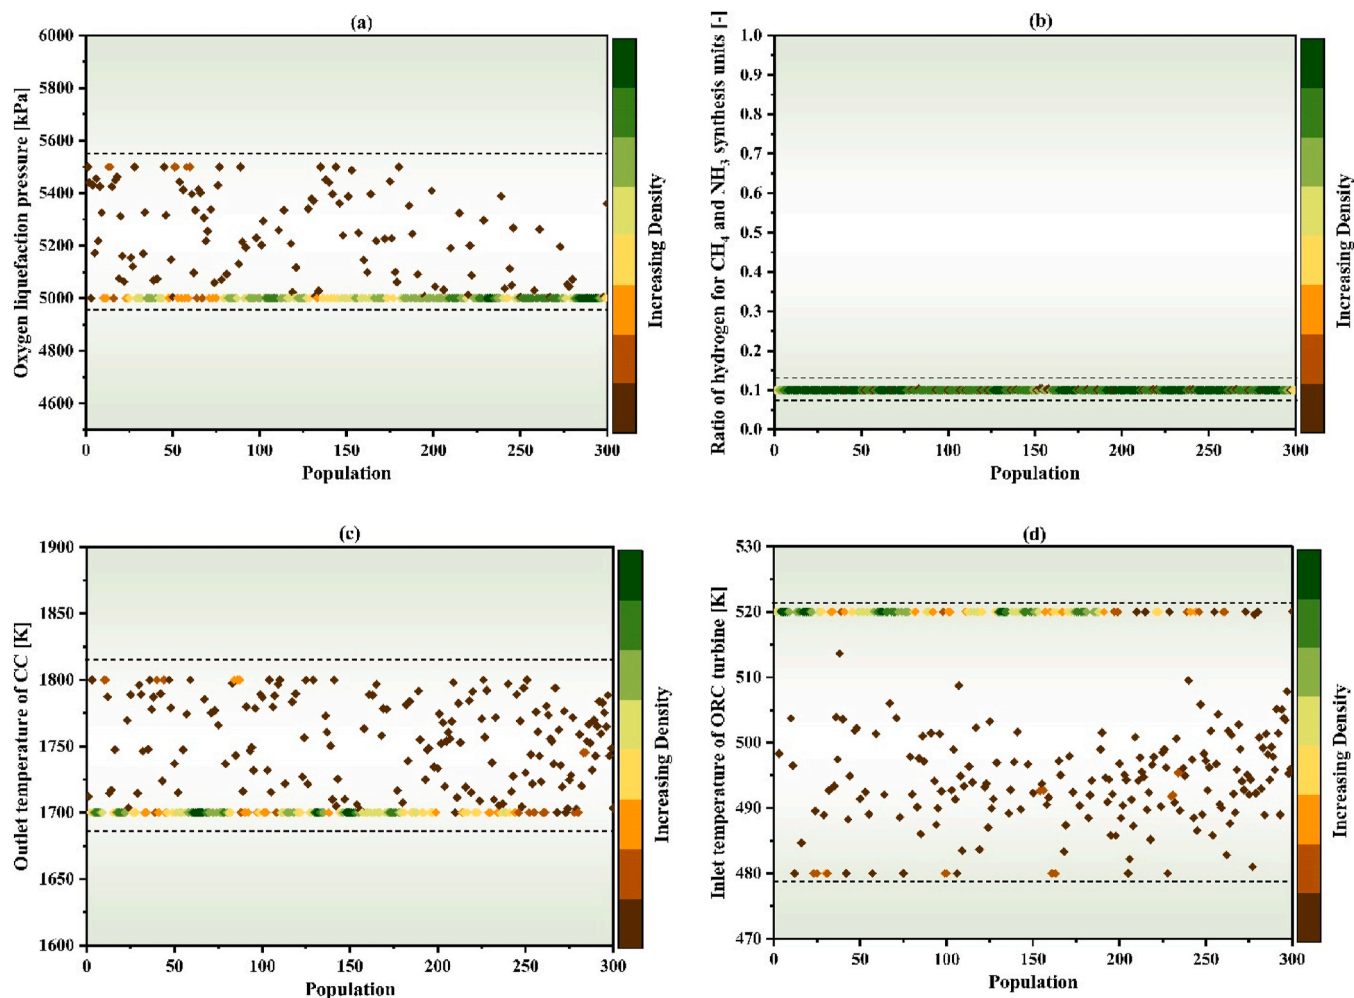 (a)
6000
5800
5600
5400
5200
5000
4800
4600
Oxygen liquefaction pressure [kPa]
0 50 100 150 200 250 300
Population
Increasing Density
(b)
1.0
0.9
0.8
0.7
0.6
0.5
0.4
0.3
0.2
0.1
0.0
Ratio of hydrogen for CH4 and NH3 synthesis units [-]
0 50 100 150 200 250 300
Population
Increasing Density
(c)
1900
1850
1800
1750
1700
1650
1600
Outlet temperature of CC [K]
0 50 100 150 200 250 300
Population
Increasing Density
(d)
530
520
510
500
490
480
470
Inlet temperature of ORC turbine [K]
0 50 100 150 200 250 300
Population
Increasing Density